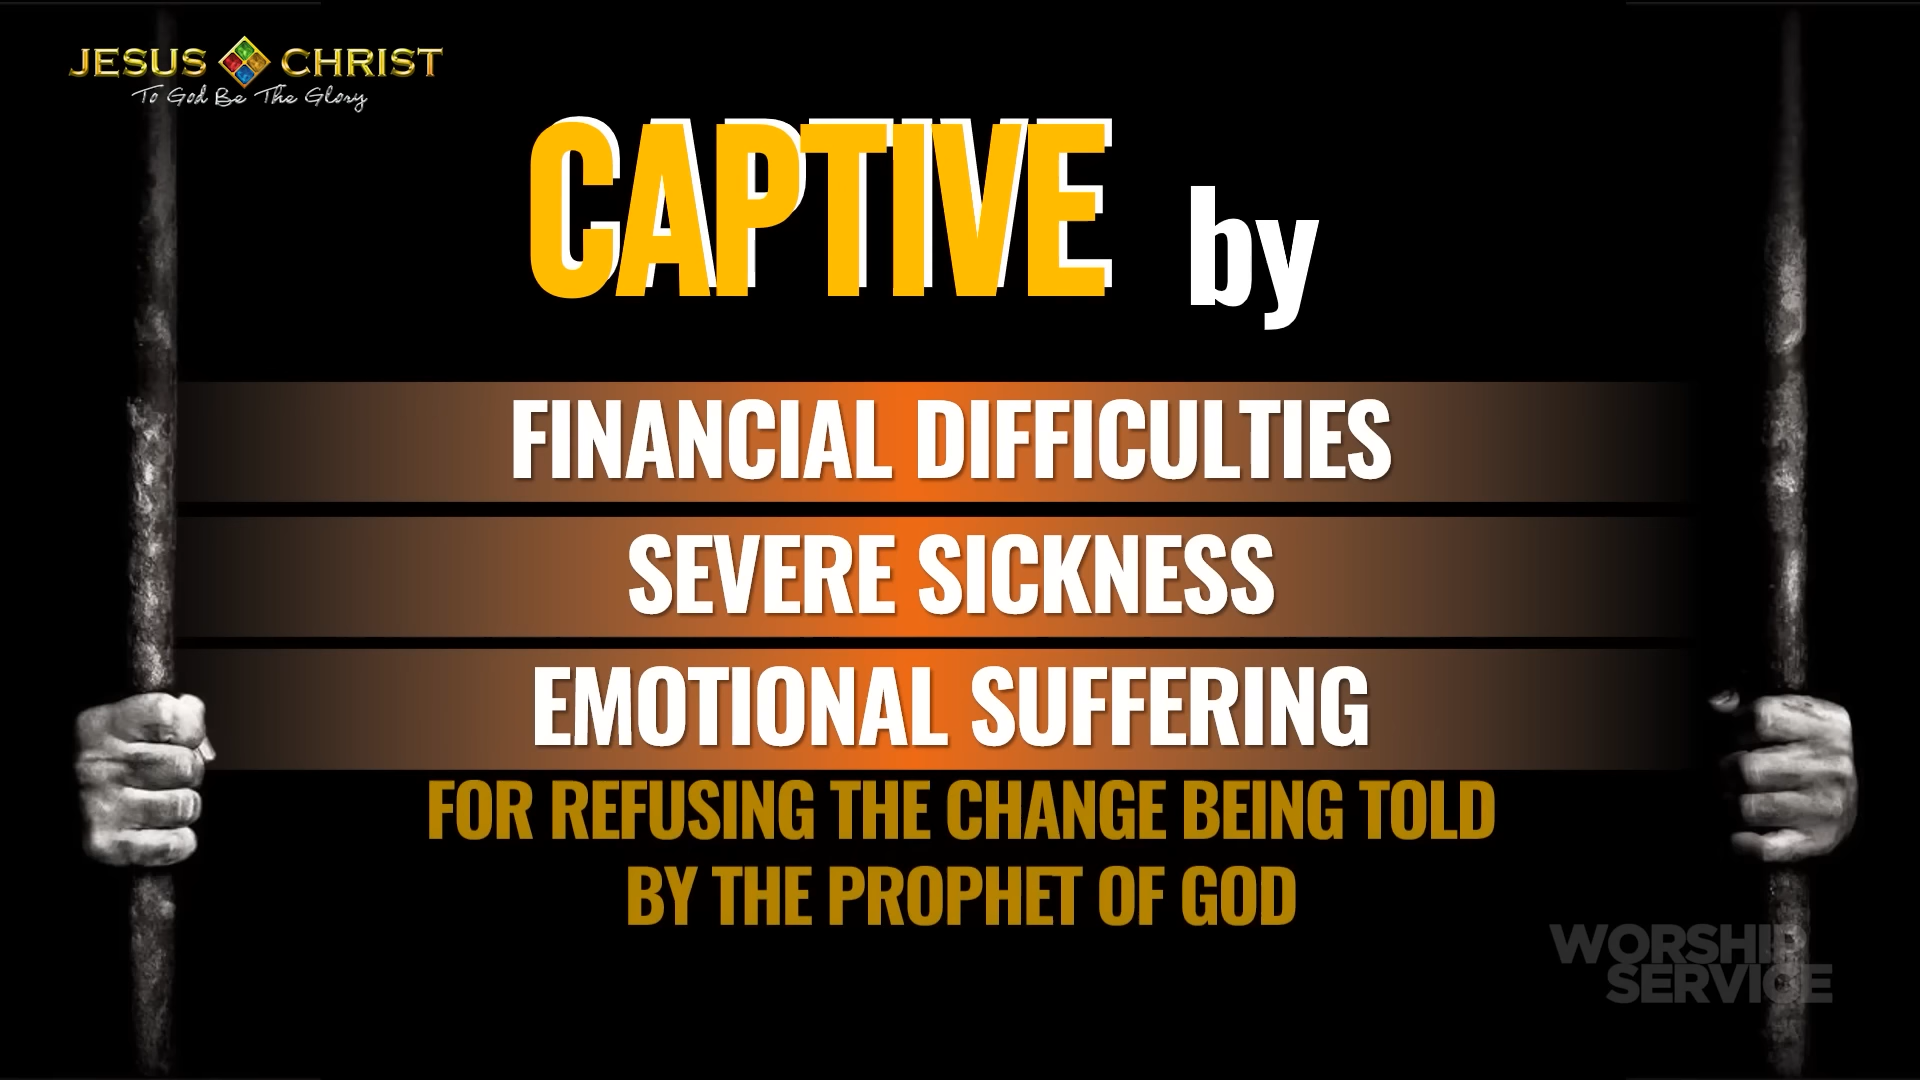 JESUS CHRIST
To God Be The Glory
CAPTIVE by
FINANCIAL DIFFICULTIES
SEVERE SICKNESS
EMOTIONAL SUFFERING
FOR REFUSING THE CHANGE BEING TOLD
BY THE PROPHET OF GOD
WORSHIP
SERVICE